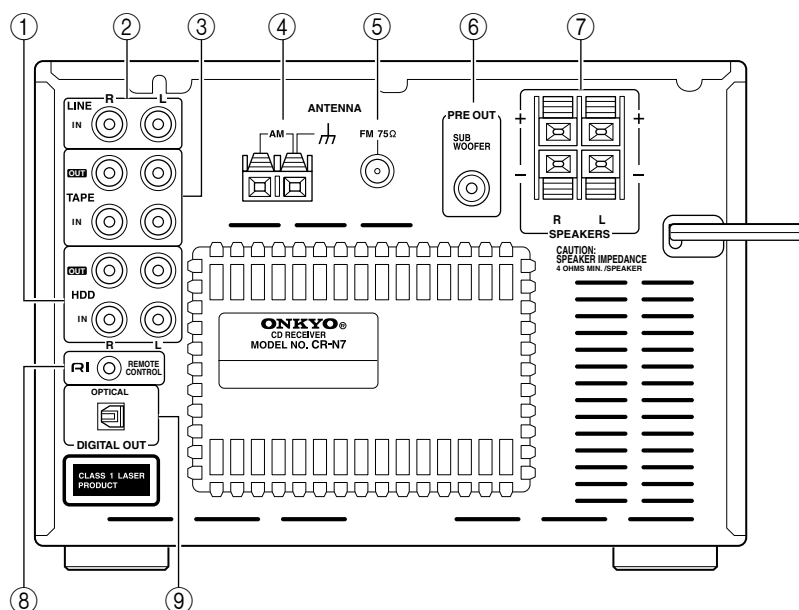 ① ② ③ ④ ⑤ ⑥ ⑦
R L
LINE
IN
OUT
TAPE
IN
OUT
HDD
IN
R L
RI REMOTE CONTROL
OPTICAL
DIGITAL OUT
CLASS 1 LASER
PRODUCT
ANTENNA
AM
FM 75Ω
PRE OUT
SUB
WOOFER
+ +
− −
R L
SPEAKERS
CAUTION:
SPEAKER IMPEDANCE
4 OHMS MIN. /SPEAKER
ONKYO®
CD RECEIVER
MODEL NO. CR-N7
⑧ ⑨